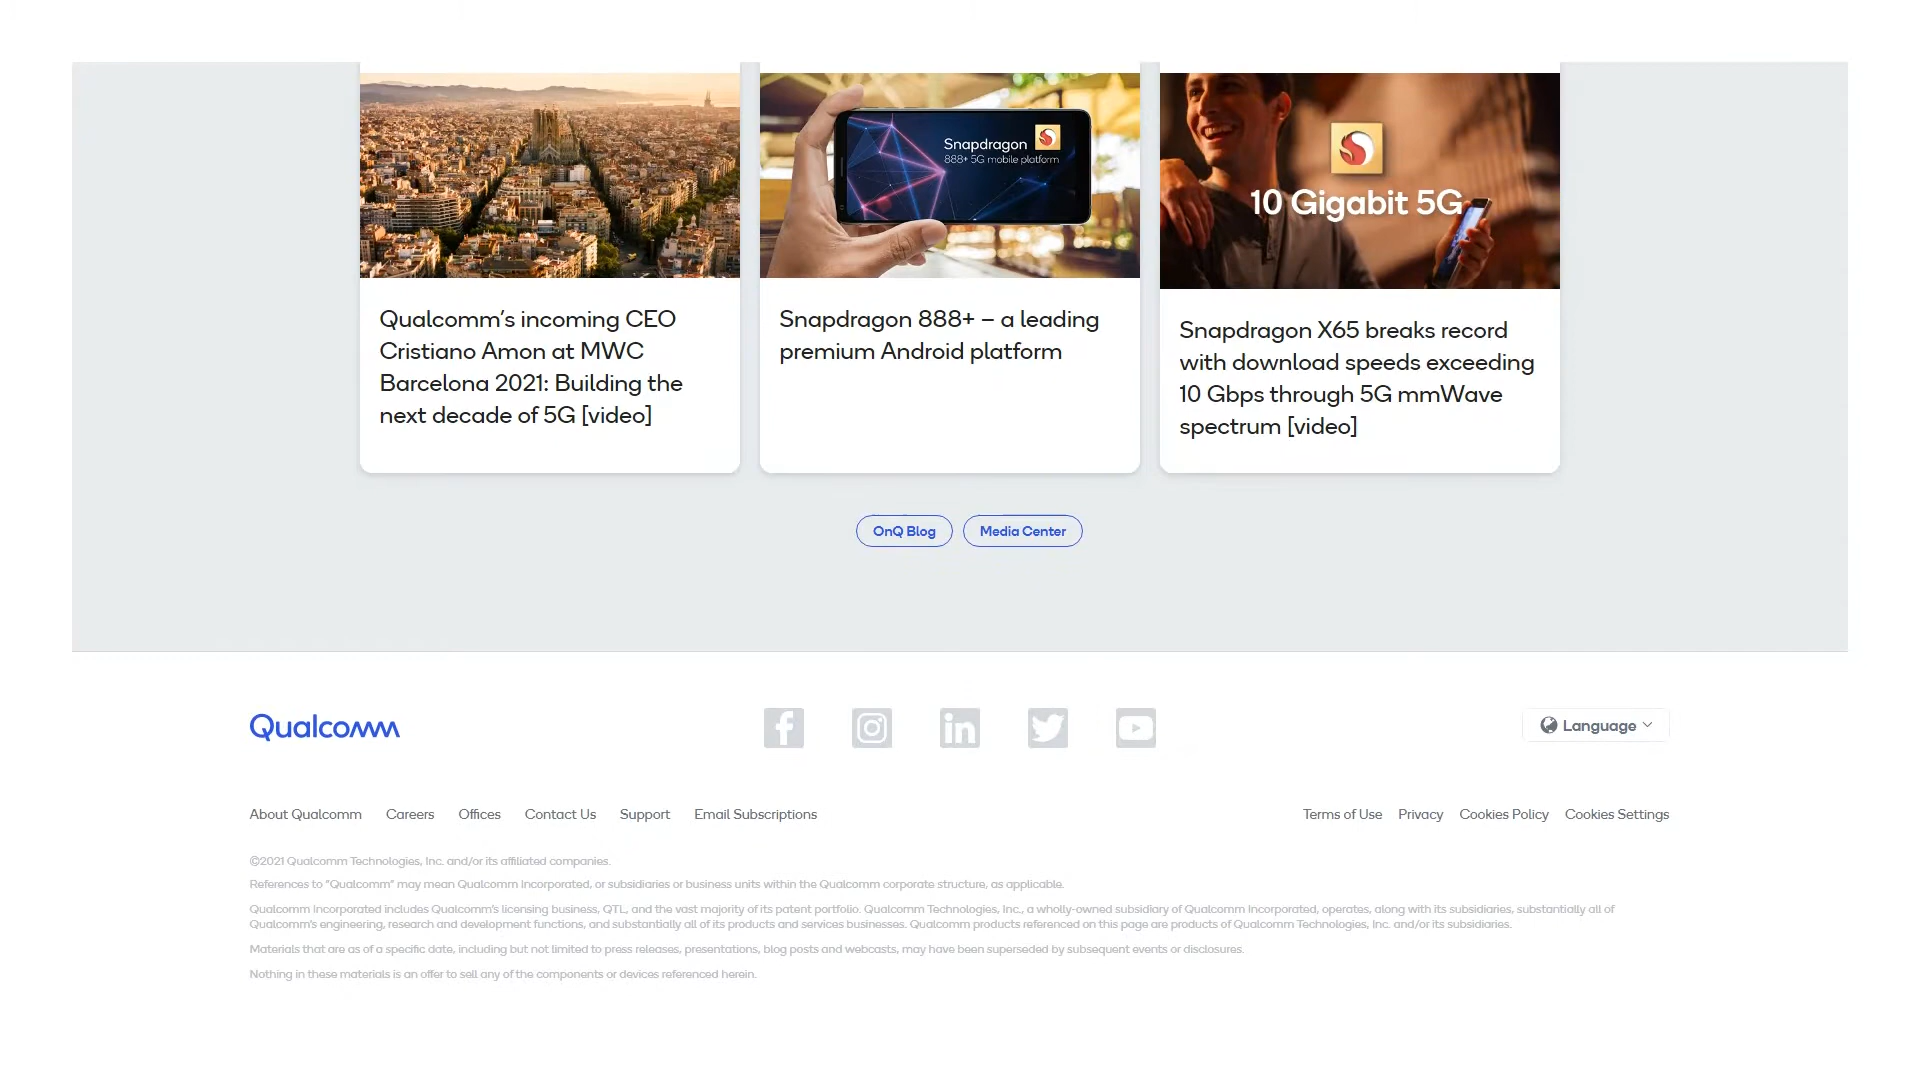 Snapdragon
888+ 5G mobile platform
10 Gigabit 5G
Qualcomm's incoming CEO
Cristiano Amon at MWC
Barcelona 2021: Building the
next decade of 5G [video]
Snapdragon 888+ – a leading
premium Android platform
Snapdragon X65 breaks record
with download speeds exceeding
10 Gbps through 5G mmWave
spectrum [video]
OnQ Blog
Media Center
Qualcomm
Language
About Qualcomm Careers Offices Contact Us Support Email Subscriptions
Terms of Use Privacy Cookies Policy Cookies Settings
©2021 Qualcomm Technologies, Inc. and/or its affiliated companies.
References to "Qualcomm" may mean Qualcomm Incorporated, or subsidiaries or business units within the Qualcomm corporate structure, as applicable.
Qualcomm Incorporated includes Qualcomm's licensing business, QTL, and the vast majority of its patent portfolio. Qualcomm Technologies, Inc., a wholly-owned subsidiary of Qualcomm Incorporated, operates, along with its subsidiaries, substantially all of
Qualcomm's engineering, research and development functions, and substantially all of its products and services businesses. Qualcomm products referenced on this page are products of Qualcomm Technologies, Inc. and/or its subsidiaries.
Materials that are as of a specific date, including but not limited to press releases, presentations, blog posts and webcasts, may have been superseded by subsequent events or disclosures.
Nothing in these materials is an offer to sell any of the components or devices referenced herein.